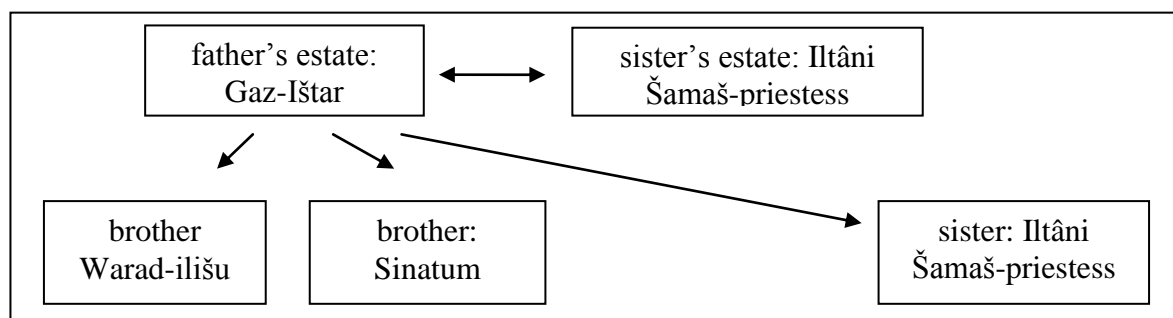 father’s estate:
Gaz-Ištar
sister’s estate: Iltâni
Šamaš-priestess
brother
Warad-ilišu
brother:
Sinatum
sister: Iltâni
Šamaš-priestess